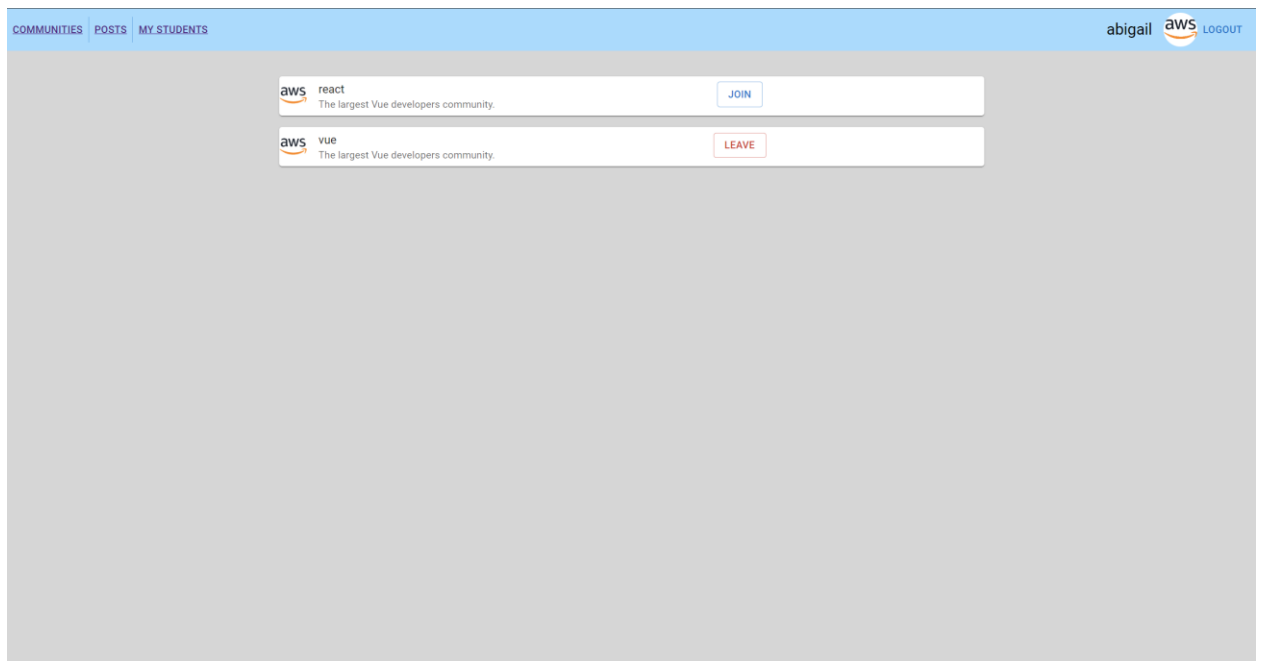 COMMUNITIES POSTS MY STUDENTS abigail aws LOGOUT
aws react JOIN
The largest Vue developers community.
aws vue LEAVE
The largest Vue developers community.